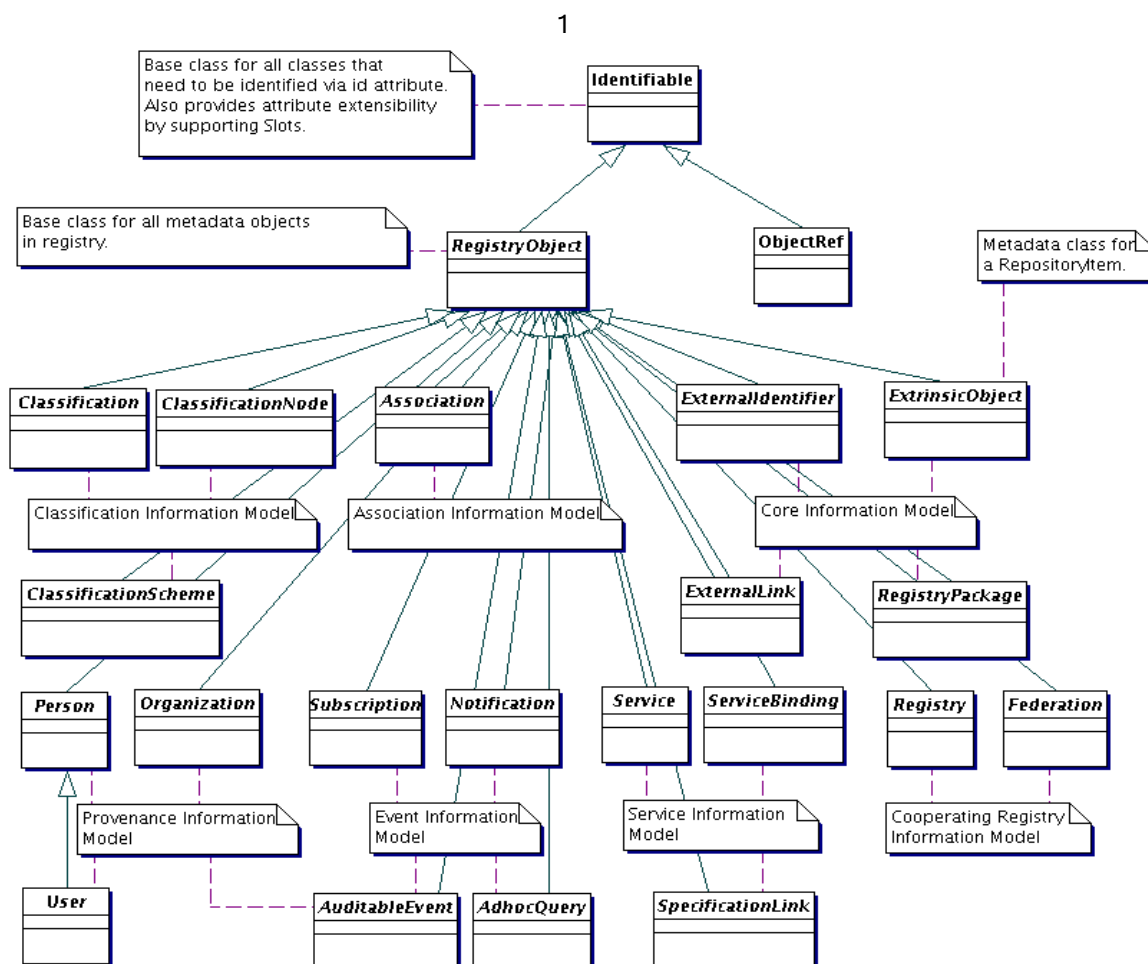 1
Base class for all classes that
need to be identified via id attribute.
Also provides attribute extensibility
by supporting Slots.
Identifiable
Base class for all metadata objects
in registry.
RegistryObject
ObjectRef
Metadata class for
a RepositoryItem.
Classification
ClassificationNode
Association
ExternalIdentifier
ExtrinsicObject
Classification Information Model
Association Information Model
Core Information Model
ClassificationScheme
ExternalLink
RegistryPackage
Person
Organization
Subscription
Notification
Service
ServiceBinding
Registry
Federation
Provenance Information
Model
Event Information
Model
Service Information
Model
Cooperating Registry
Information Model
User
AuditableEvent
AdhocQuery
SpecificationLink